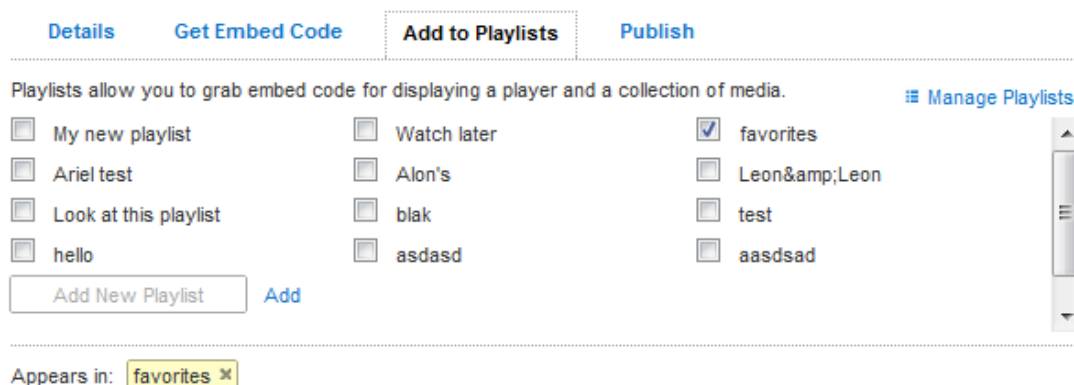 Details Get Embed Code Add to Playlists Publish
Playlists allow you to grab embed code for displaying a player and a collection of media.
Manage Playlists
My new playlist Watch later favorites
Ariel test Alon's Leon&amp;Leon
Look at this playlist blak test
hello asdasd aasdsad
Add New Playlist Add
Appears in: favorites ×